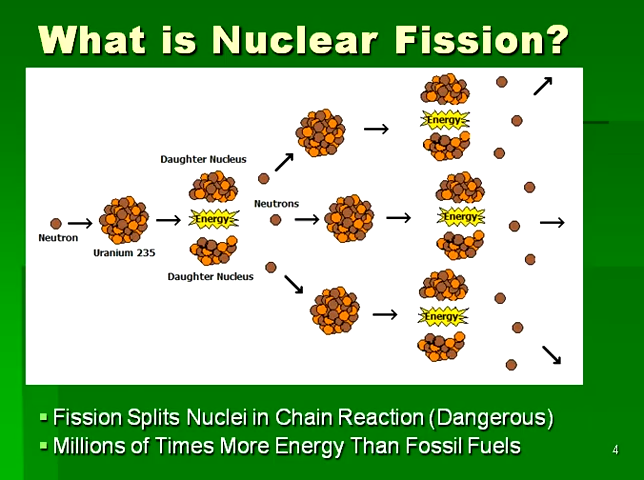 What is Nuclear Fission?
Daughter Nucleus
Energy
Neutrons
Energy
Energy
Neutron
Uranium 235
Daughter Nucleus
Energy
▪ Fission Splits Nuclei in Chain Reaction (Dangerous)
▪ Millions of Times More Energy Than Fossil Fuels
4